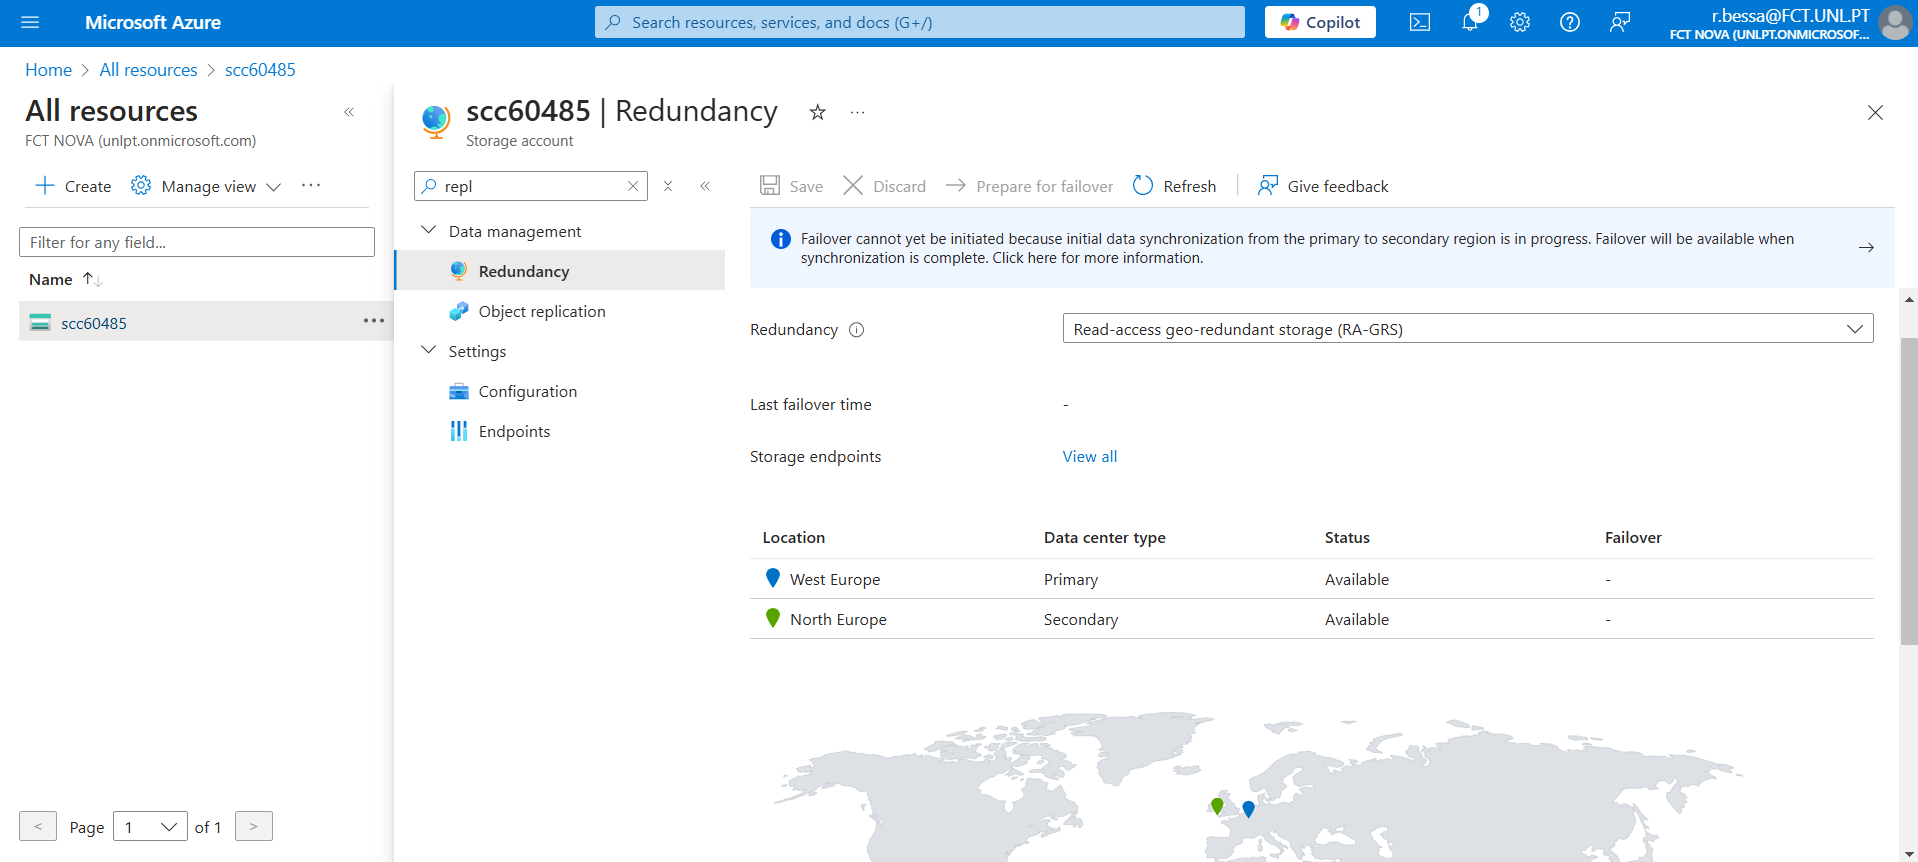 Microsoft Azure
Search resources, services, and docs (G+/)
Copilot
1
r.bessa@FCT.UNL.PT
FCT NOVA (UNLPT.ONMICROSOF...
Home > All resources > scc60485
All resources
FCT NOVA (unlpt.onmicrosoft.com)
Create Manage view ...
Filter for any field...
Name
scc60485 ...
< Page 1 of 1 >
scc60485 | Redundancy ...
Storage account
repl
Data management
Redundancy
Object replication
Settings
Configuration
Endpoints
Save Discard Prepare for failover Refresh Give feedback
Failover cannot yet be initiated because initial data synchronization from the primary to secondary region is in progress. Failover will be available when
synchronization is complete. Click here for more information.
Redundancy Read-access geo-redundant storage (RA-GRS)
Last failover time -
Storage endpoints View all
Location Data center type Status Failover
West Europe Primary Available -
North Europe Secondary Available -